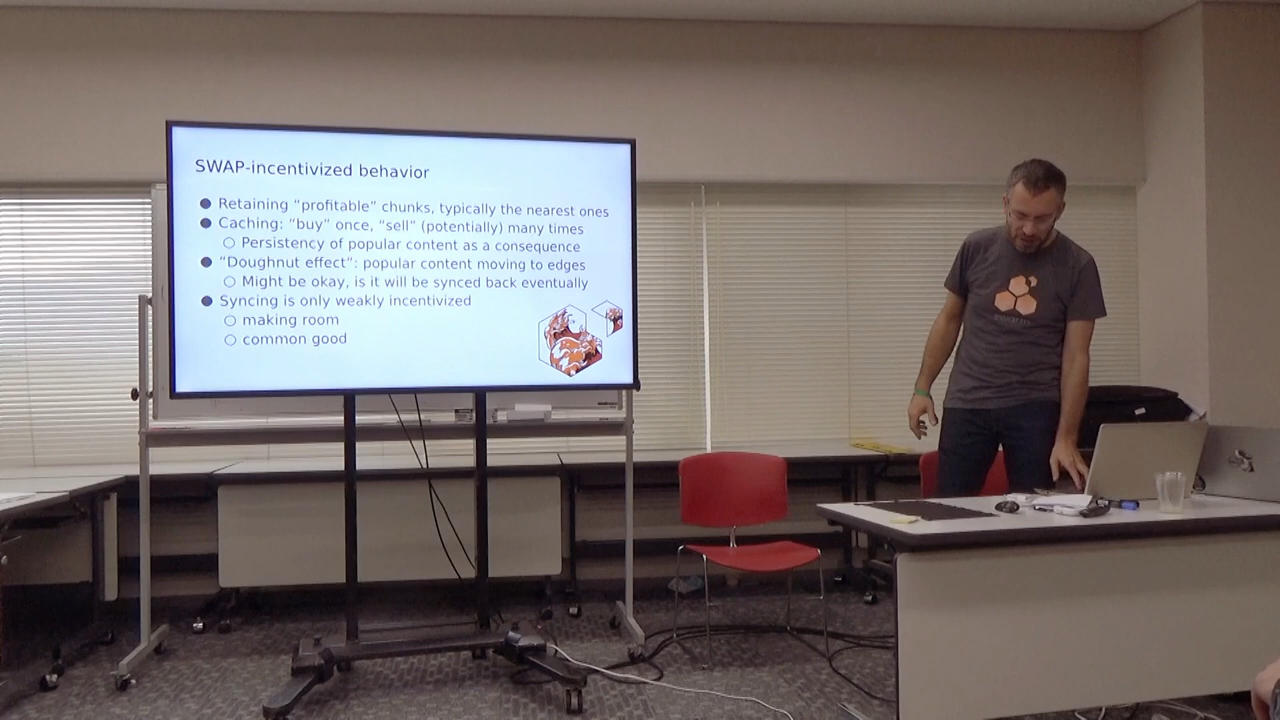 SWAP-incentivized behavior
● Retaining “profitable” chunks, typically the nearest ones
● Caching: “buy” once, “sell” (potentially) many times
○ Persistency of popular content as a consequence
● “Doughnut effect”: popular content moving to edges
○ Might be okay, is it will be synced back eventually
● Syncing is only weakly incentivized
○ making room
○ common good
swarm